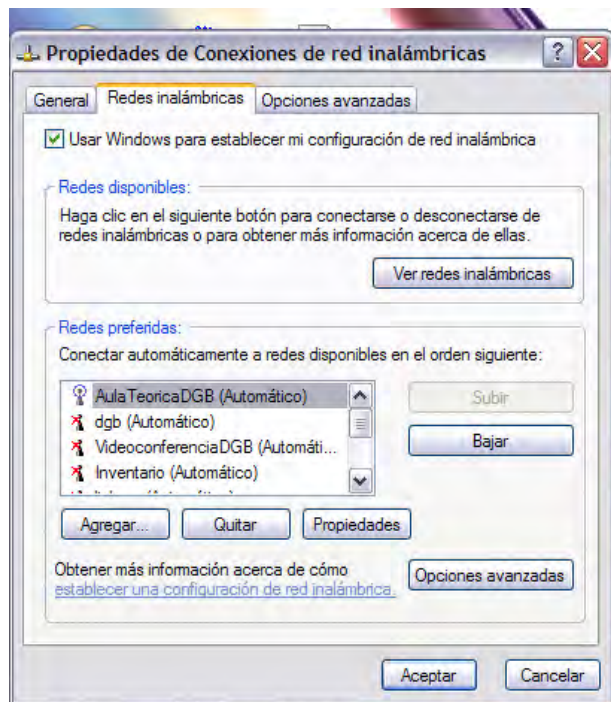 Propiedades de Conexiones de red inalámbricas
General Redes inalámbricas Opciones avanzadas
Usar Windows para establecer mi configuración de red inalámbrica
Redes disponibles:
Haga clic en el siguiente botón para conectarse o desconectarse de
redes inalámbricas o para obtener más información acerca de ellas.
Ver redes inalámbricas
Redes preferidas:
Conectar automáticamente a redes disponibles en el orden siguiente:
AulaTeoricaDGB (Automático)
Subir
dgb (Automático)
VideoconferenciaDGB (Automáti...
Bajar
Inventario (Automático)
Agregar... Quitar Propiedades
Obtener más información acerca de cómo
establecer una configuración de red inalámbrica.
Opciones avanzadas
Aceptar Cancelar